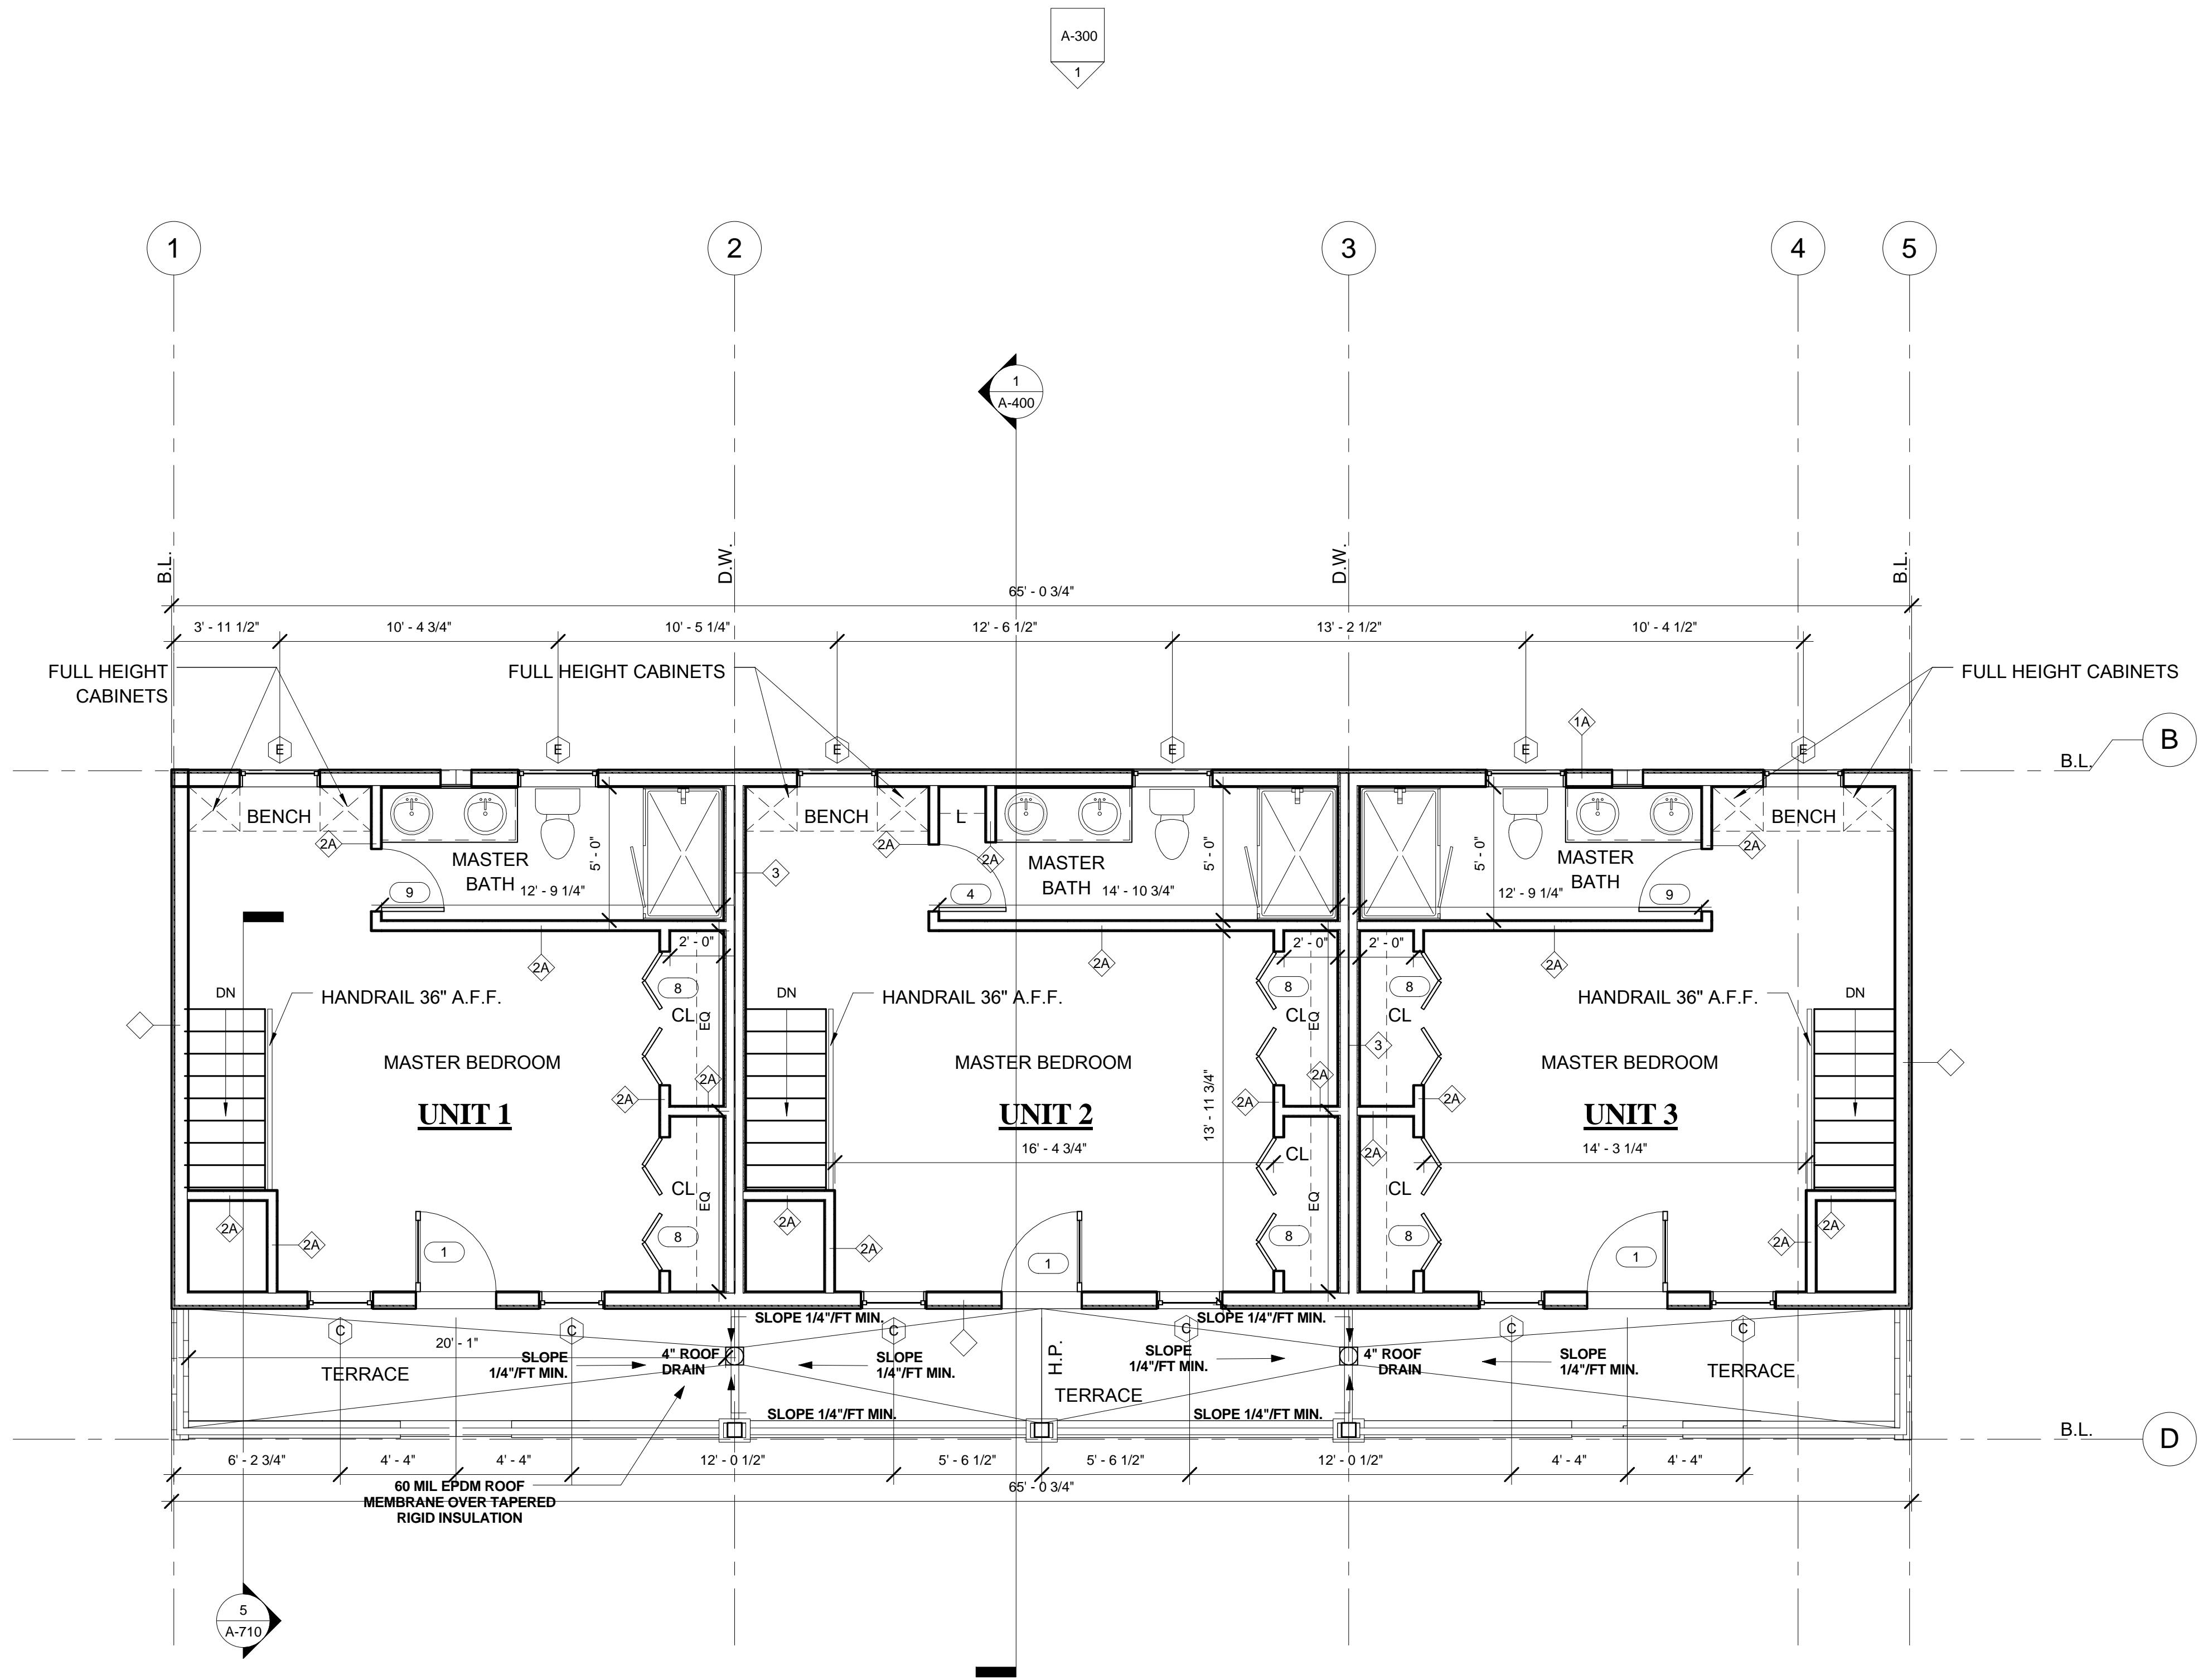 A-300
1
1
2
3
4
5
1
A-400
B.L.
D.W.
D.W.
B.L.
65' - 0 3/4"
3' - 11 1/2"
10' - 4 3/4"
10' - 5 1/4"
12' - 6 1/2"
13' - 2 1/2"
10' - 4 1/2"
FULL HEIGHT
CABINETS
FULL HEIGHT CABINETS
FULL HEIGHT CABINETS
1A
E
E
E
E
E
E
B
B.L.
BENCH
BENCH
L
BENCH
2A
MASTER
BATH
5' - 0"
2A
2A
MASTER
BATH
5' - 0"
5' - 0"
MASTER
BATH
2A
9
12' - 9 1/4"
3
4
14' - 10 3/4"
12' - 9 1/4"
9
2' - 0"
2' - 0"
2' - 0"
2A
2A
2A
DN
HANDRAIL 36" A.F.F.
8
DN
HANDRAIL 36" A.F.F.
8
8
HANDRAIL 36" A.F.F.
DN
CL
EQ
CL
EQ
CL
3
MASTER BEDROOM
MASTER BEDROOM
MASTER BEDROOM
2A
2A
2A
2A
2A
UNIT 1
UNIT 2
UNIT 3
13' - 11 3/4"
16' - 4 3/4"
CL
2A
14' - 3 1/4"
CL
EQ
EQ
CL
2A
2A
2A
2A
2A
2A
1
8
1
8
8
1
SLOPE 1/4"/FT MIN.
SLOPE 1/4"/FT MIN.
C
C
C
C
C
C
20' - 1"
TERRACE
SLOPE
1/4"/FT MIN.
4" ROOF
DRAIN
SLOPE
1/4"/FT MIN.
H.P.
TERRACE
SLOPE
1/4"/FT MIN.
4" ROOF
DRAIN
SLOPE
1/4"/FT MIN.
TERRACE
SLOPE 1/4"/FT MIN.
SLOPE 1/4"/FT MIN.
B.L.
D
6' - 2 3/4"
4' - 4"
4' - 4"
12' - 0 1/2"
5' - 6 1/2"
5' - 6 1/2"
12' - 0 1/2"
4' - 4"
4' - 4"
60 MIL EPDM ROOF
MEMBRANE OVER TAPERED
RIGID INSULATION
65' - 0 3/4"
5
A-710